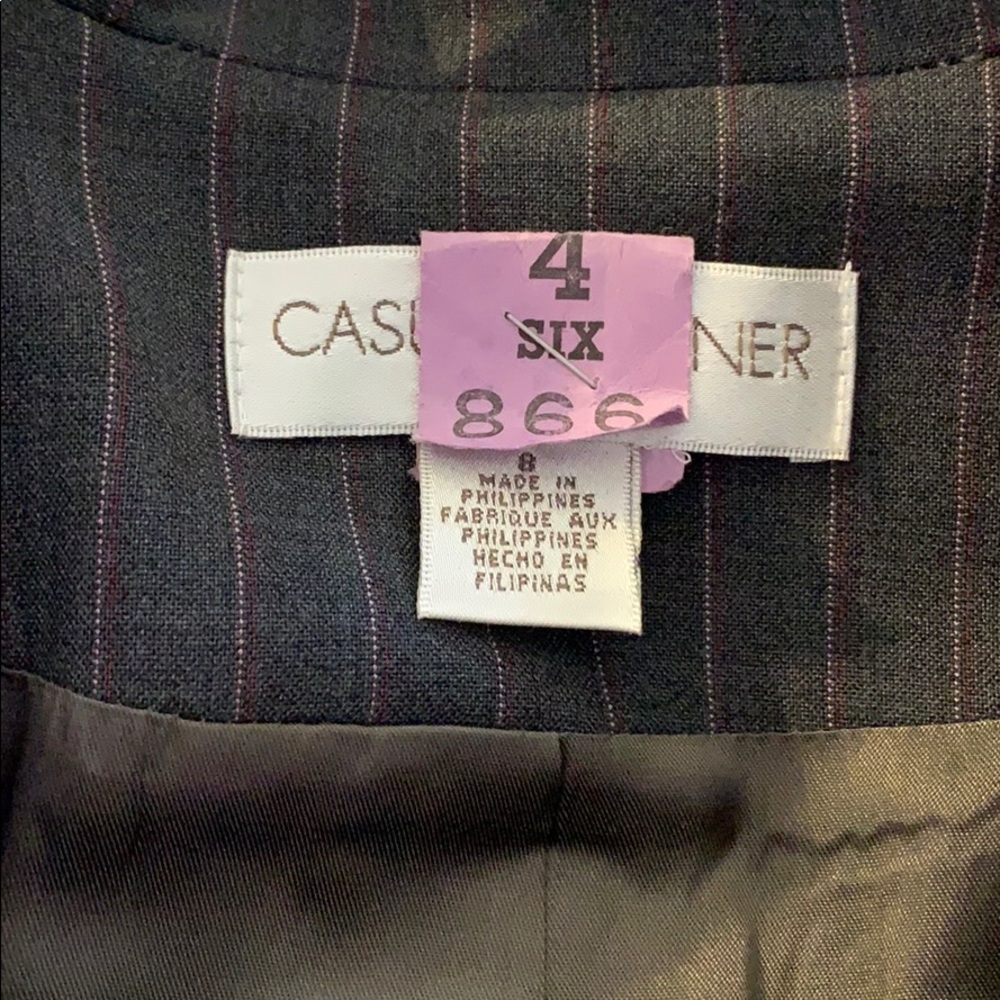 4
SIX
CASU NER
866
8
MADE IN
PHILIPPINES
FABRIQUE AUX
PHILIPPINES
HECHO EN
FILIPINAS